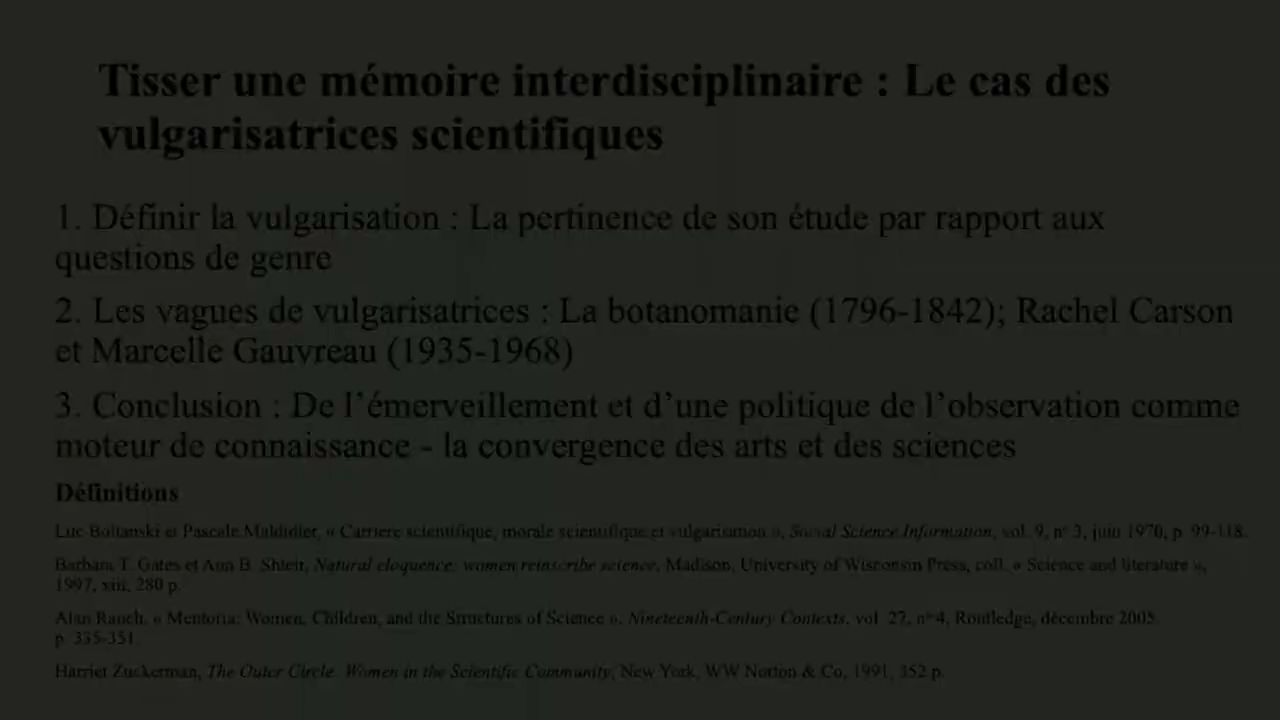 Tisser une mémoire interdisciplinaire : Le cas des
vulgarisatrices scientifiques
1. Définir la vulgarisation : La pertinence de son étude par rapport aux
questions de genre
2. Les vagues de vulgarisatrices : La botanomanie (1796-1842); Rachel Carson
et Marcelle Gauvreau (1935-1968)
3. Conclusion : De l’émerveillement et d’une politique de l’observation comme
moteur de connaissance - la convergence des arts et des sciences
Définitions
Luc Boltanski et Pascale Maldidier, « Carrière scientifique, morale scientifique et vulgarisation », Social Science Information, vol. 9, nº 3, juin 1970, p. 99-118.
Barbara T. Gates et Ann B. Shteir, Natural eloquence: women reinscribe science, Madison, University of Wisconsin Press, coll. « Science and literature »,
1997, xiii, 280 p.
Alan Rauch, « Mentoria: Women, Children, and the Structures of Science », Nineteenth-Century Contexts, vol. 27, nº 4, Routledge, décembre 2005,
p. 335-351.
Harriet Zuckerman, The Outer Circle. Women in the Scientific Community, New York, WW Norton & Co, 1991, 352 p.